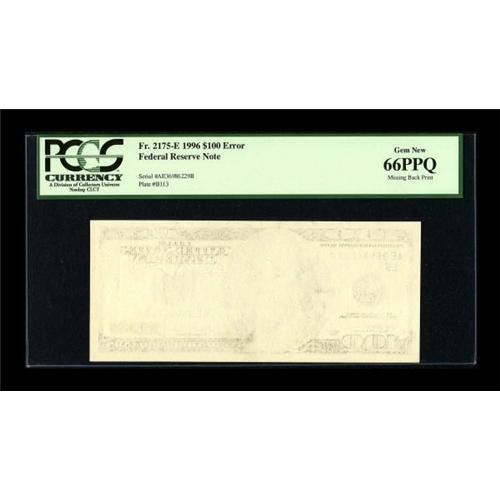 PCGS
CURRENCY
A Division of Collectors Universe
Nasdaq CLCT
Fr. 2175-E 1996 $100 Error
Federal Reserve Note
Serial #AE36986229B
Plate #B113
Gem New
66PPQ
Missing Back Print